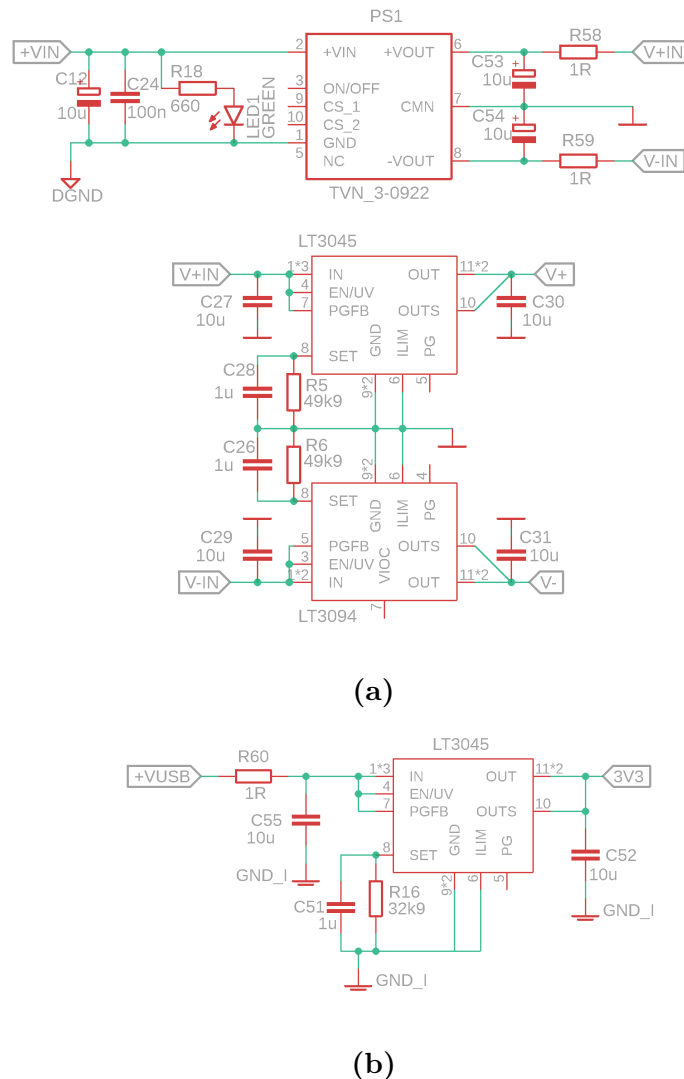 PS1
+VIN
2
+VIN
+VOUT
6
R58
V+IN
1R
C12
10u
+
C24
100n
R18
660
LED1
GREEN
3
ON/OFF
9
CS_1
10
CS_2
1
GND
5
NC
CMN
7
-VOUT
8
C53
10u
+
C54
10u
+
R59
1R
V-IN
DGND
TVN_3-0922
LT3045
V+IN
1*3
IN
OUT
11*2
V+
4
EN/UV
7
PGFB
OUTS
10
C27
10u
C30
10u
8
SET
GND
ILIM
PG
9*2
6
5
C28
1u
R5
49k9
C26
1u
R6
49k9
9*2
6
4
8
SET
GND
ILIM
PG
C29
10u
5
PGFB
OUTS
10
C31
10u
3
EN/UV
VIOC
V-IN
1*2
IN
OUT
11*2
V-
7
LT3094
(a)
LT3045
+VUSB
R60
1R
1*3
IN
OUT
11*2
3V3
4
EN/UV
7
PGFB
OUTS
10
C55
10u
GND_I
8
SET
GND
ILIM
PG
9*2
6
5
C51
1u
R16
32k9
C52
10u
GND_I
GND_I
(b)